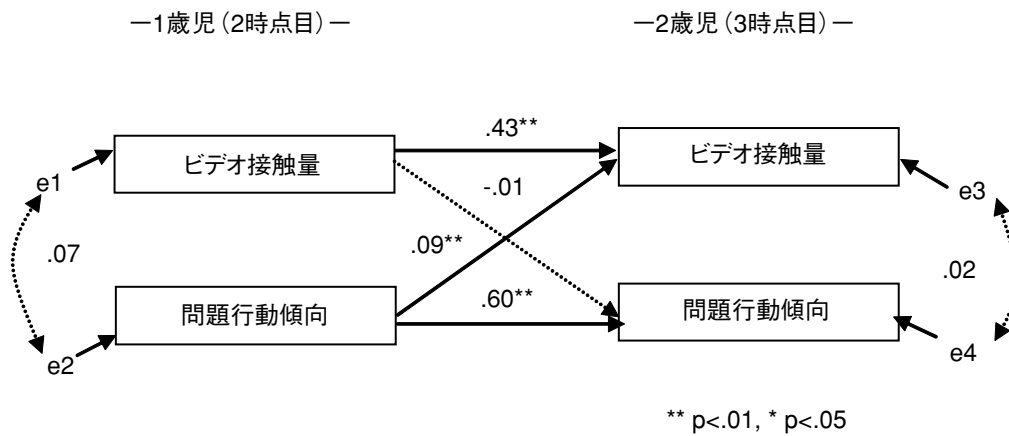 －1歳児（2時点目）－
－2歳児（3時点目）－
.43**
ビデオ接触量
ビデオ接触量
e1
-.01
e3
.07
.09**
.02
.60**
問題行動傾向
問題行動傾向
e2
e4
** p<.01, * p<.05